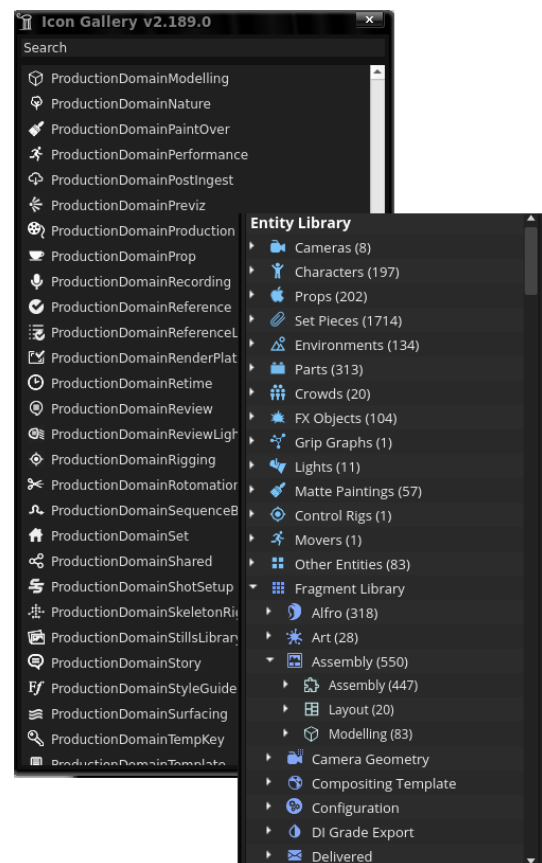 Icon Gallery v2.189.0
Search
ProductionDomainModelling
ProductionDomainNature
ProductionDomainPaintOver
ProductionDomainPerformance
ProductionDomainPostIngest
ProductionDomainPreviz
ProductionDomainProduction
ProductionDomainProp
ProductionDomainRecording
ProductionDomainReference
ProductionDomainReferenceL
ProductionDomainRenderPlat
ProductionDomainRetime
ProductionDomainReview
ProductionDomainReviewLigh
ProductionDomainRigging
ProductionDomainRotomation
ProductionDomainSequenceB
ProductionDomainSet
ProductionDomainShared
ProductionDomainShotSetup
ProductionDomainSkeletonRi
ProductionDomainStillsLibrary
ProductionDomainStory
Ff ProductionDomainStyleGuide
ProductionDomainSurfacing
ProductionDomainTempKey
ProductionDomainTemplate
Entity Library
Cameras (8)
Characters (197)
Props (202)
Set Pieces (1714)
Environments (134)
Parts (313)
Crowds (20)
FX Objects (104)
Grip Graphs (1)
Lights (11)
Matte Paintings (57)
Control Rigs (1)
Movers (1)
Other Entities (83)
Fragment Library
Alfro (318)
Art (28)
Assembly (550)
Assembly (447)
Layout (20)
Modelling (83)
Camera Geometry
Compositing Template
Configuration
DI Grade Export
Delivered